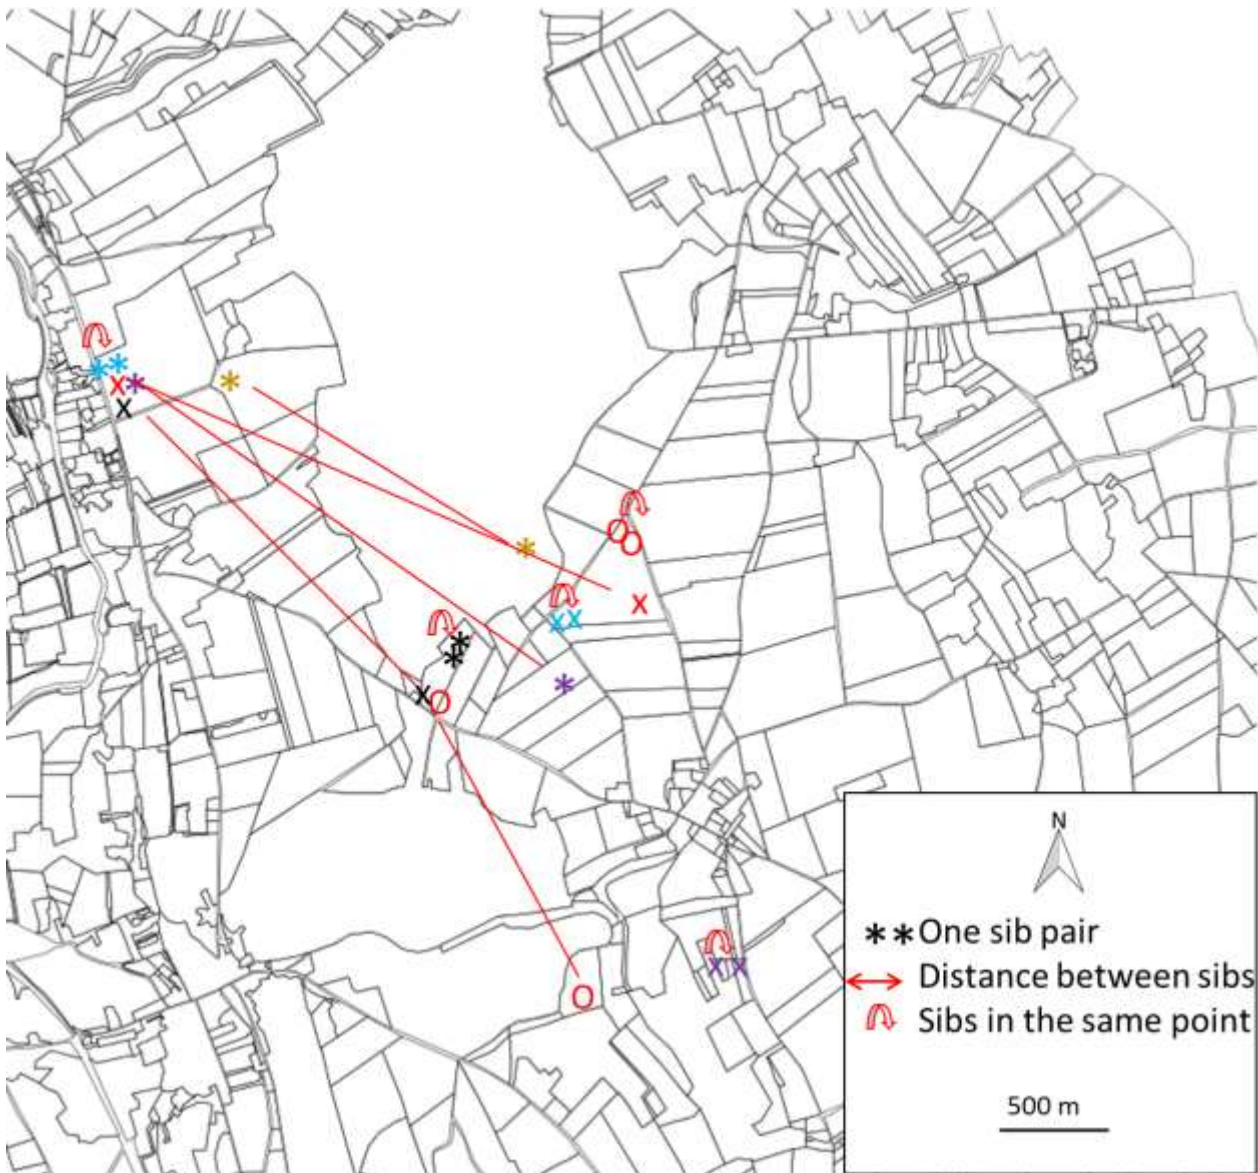 N
** One sib pair
Distance between sibs
Sibs in the same point
500 m